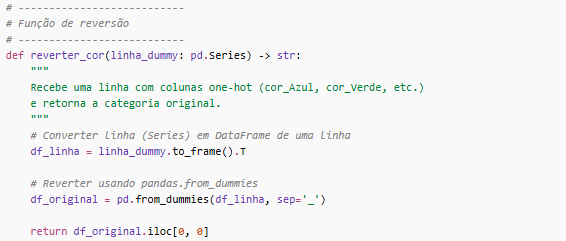 # ---------------------------
# Função de reversão
# ---------------------------
def reverter_cor(linha_dummy: pd.Series) -> str:
    """
    Recebe uma linha com colunas one-hot (cor_Azul, cor_Verde, etc.)
    e retorna a categoria original.
    """
    # Converter linha (Series) em DataFrame de uma linha
    df_linha = linha_dummy.to_frame().T
    # Reverter usando pandas.from_dummies
    df_original = pd.from_dummies(df_linha, sep='_')
    return df_original.iloc[0, 0]